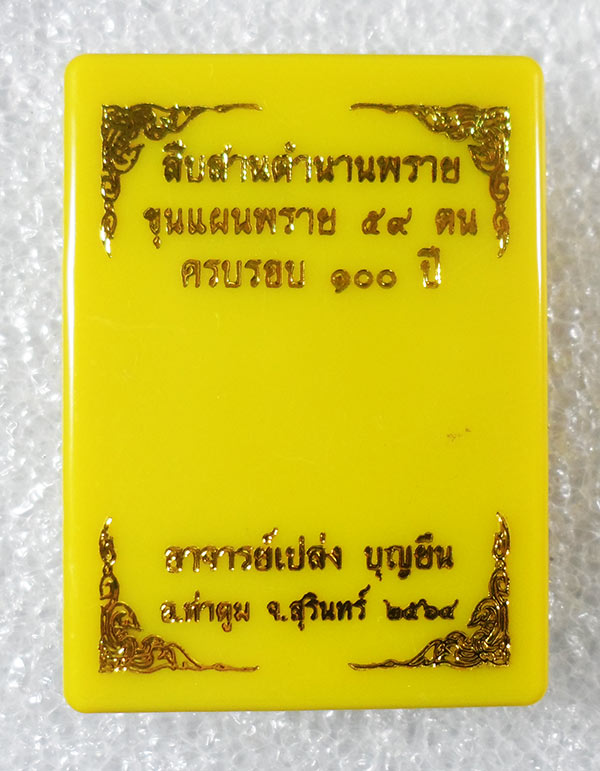 สืบสานตำนานพราย
ขุนแผนพราย ๕๙ ตน
ครบรอบ ๑๐๐ ปี
อาจารย์เปล่ง บุญยืน
อ.ท่าตูม จ.สุรินทร์ ๒๕๖๔